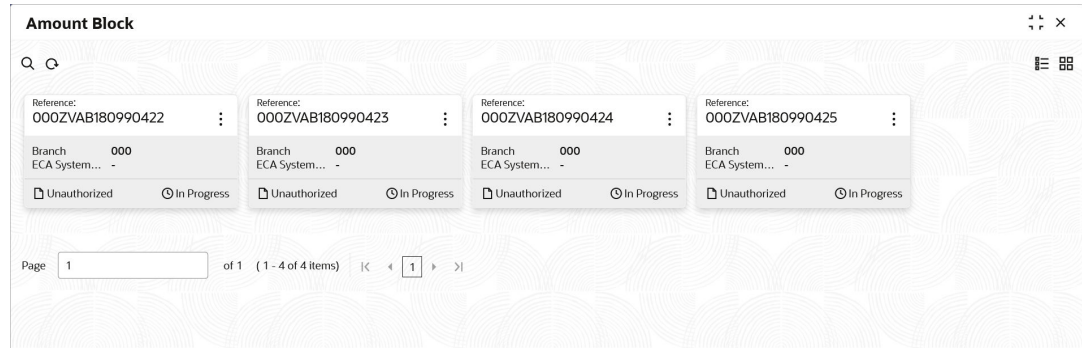 Amount Block
Reference:
000ZVAB180990422
Branch 000
ECA System... -
Unauthorized In Progress
Reference:
000ZVAB180990423
Branch 000
ECA System... -
Unauthorized In Progress
Reference:
000ZVAB180990424
Branch 000
ECA System... -
Unauthorized In Progress
Reference:
000ZVAB180990425
Branch 000
ECA System... -
Unauthorized In Progress
Page 1 of 1 (1 - 4 of 4 items) 1